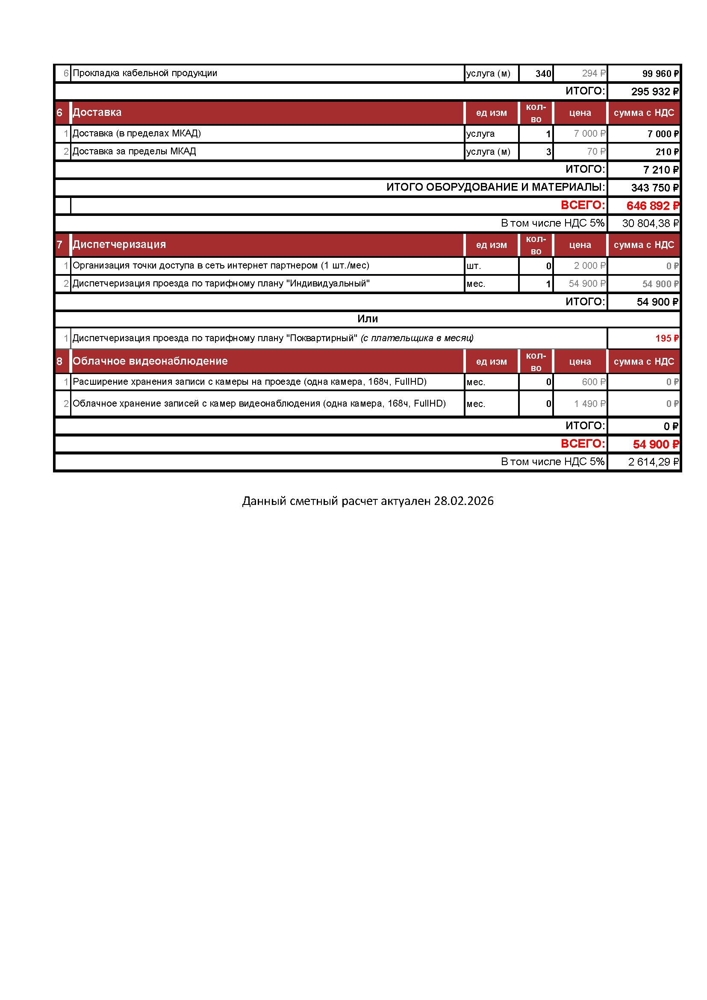 6 Прокладка кабельной продукции услуга (м) 340 294 ₽ 99 960 ₽
ИТОГО: 295 932 ₽
6 Доставка ед изм кол-во цена сумма с НДС
1 Доставка (в пределах МКАД) услуга 1 7 000 ₽ 7 000 ₽
2 Доставка за пределы МКАД услуга (м) 3 70 ₽ 210 ₽
ИТОГО: 7 210 ₽
ИТОГО ОБОРУДОВАНИЕ И МАТЕРИАЛЫ: 343 750 ₽
ВСЕГО: 646 892 ₽
В том числе НДС 5% 30 804,38 ₽
7 Диспетчеризация ед изм кол-во цена сумма с НДС
1 Организация точки доступа в сеть интернет партнером (1 шт./мес) шт. 0 2 000 ₽ 0 ₽
2 Диспетчеризация проезда по тарифному плану "Индивидуальный" мес. 1 54 900 ₽ 54 900 ₽
ИТОГО: 54 900 ₽
Или
1 Диспетчеризация проезда по тарифному плану "Поквартирный" (с плательщика в месяц) 195 ₽
8 Облачное видеонаблюдение ед изм кол-во цена сумма с НДС
1 Расширение хранения записи с камеры на проезде (одна камера, 168ч, FullHD) мес. 0 600 ₽ 0 ₽
2 Облачное хранение записей с камер видеонаблюдения (одна камера, 168ч, FullHD) мес. 0 1 490 ₽ 0 ₽
ИТОГО: 0 ₽
ВСЕГО: 54 900 ₽
В том числе НДС 5% 2 614,29 ₽
Данный сметный расчет актуален 28.02.2026